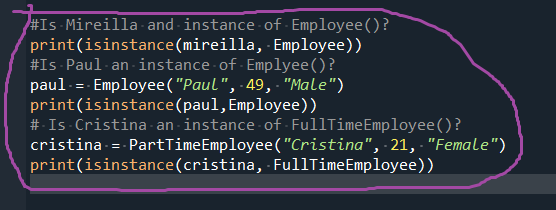 #Is Mireilla and instance of Employee()?
print(isinstance(mireilla, Employee))
#Is Paul an instance of Emplyee()?
paul = Employee("Paul", 49, "Male")
print(isinstance(paul,Employee))
# Is Cristina an instance of FullTimeEmployee()?
cristina = PartTimeEmployee("Cristina", 21, "Female")
print(isinstance(cristina, FullTimeEmployee))